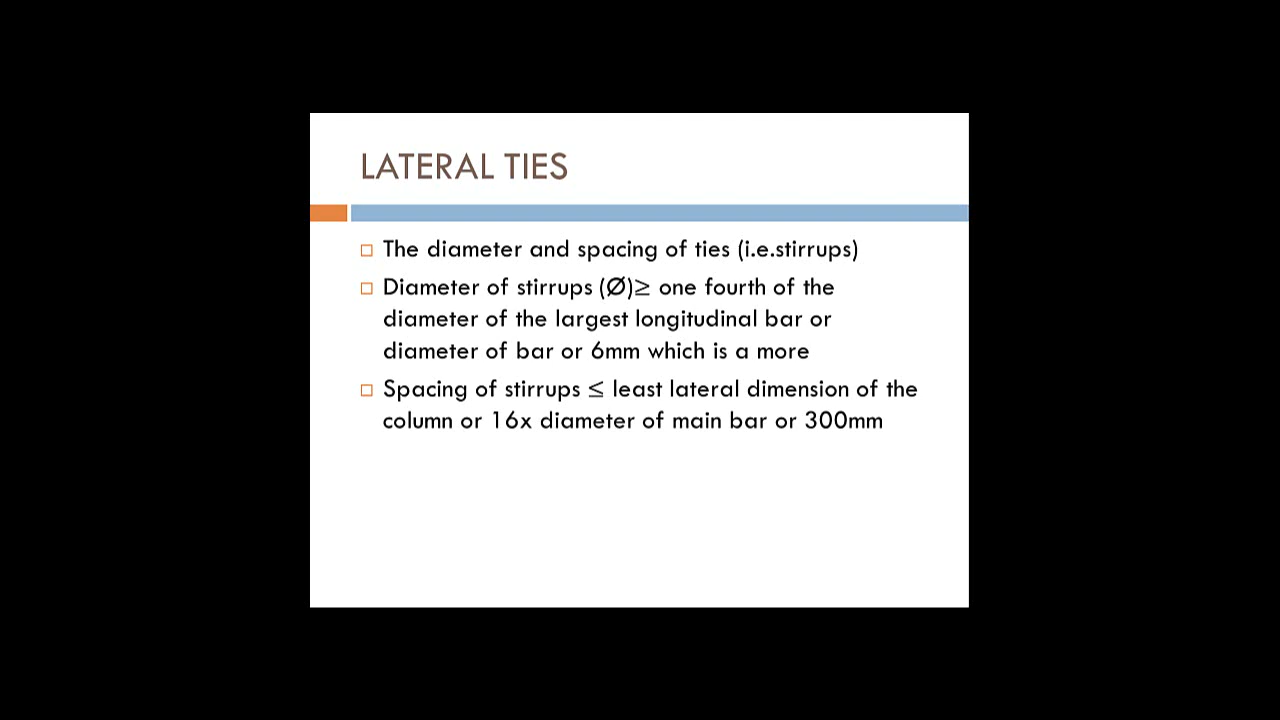 LATERAL TIES
The diameter and spacing of ties (i.e.stirrups)
Diameter of stirrups (Ø)≥ one fourth of the
diameter of the largest longitudinal bar or
diameter of bar or 6mm which is a more
Spacing of stirrups ≤ least lateral dimension of the
column or 16x diameter of main bar or 300mm